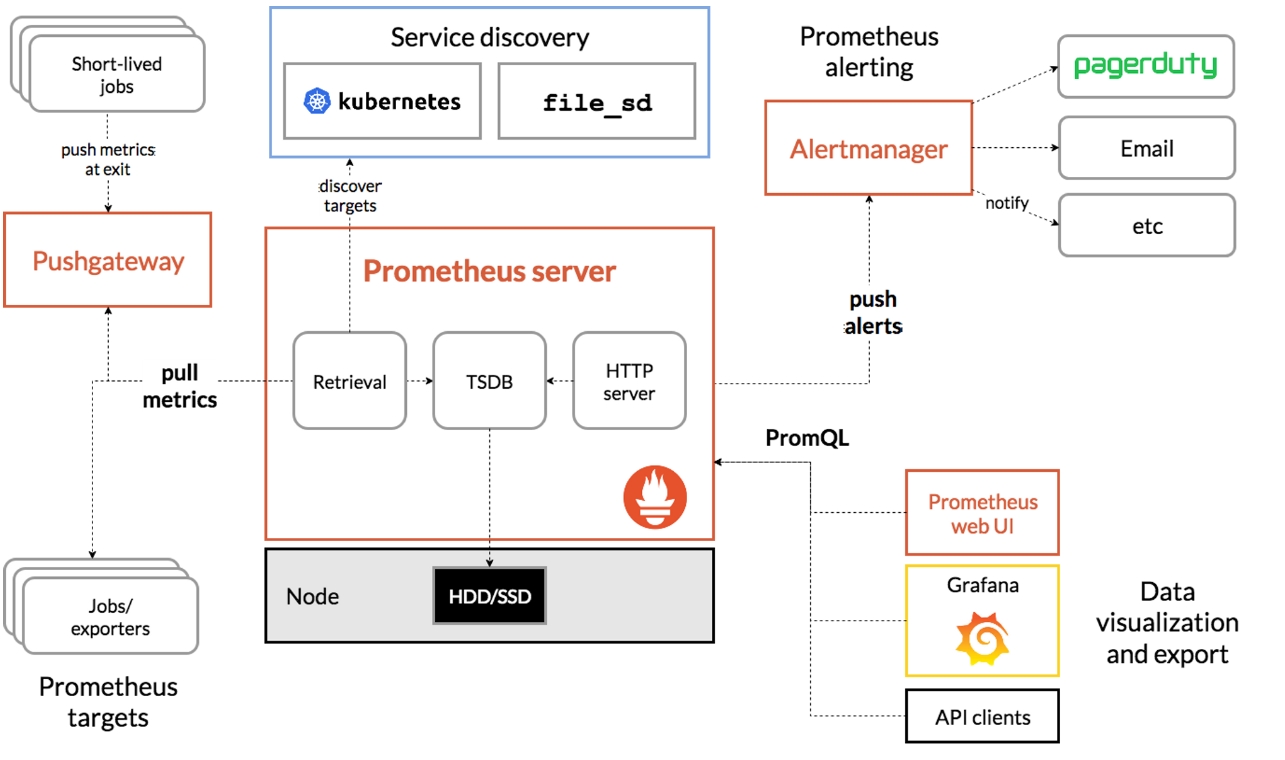 Short-lived
jobs
push metrics
at exit
Pushgateway
pull
metrics
Jobs/
exporters
Prometheus
targets
Service discovery
kubernetes
file_sd
discover
targets
Prometheus server
Retrieval
TSDB
HTTP
server
Node
HDD/SSD
Prometheus
alerting
Alertmanager
pagerduty
Email
notify
etc
push
alerts
PromQL
Prometheus
web UI
Grafana
API clients
Data
visualization
and export